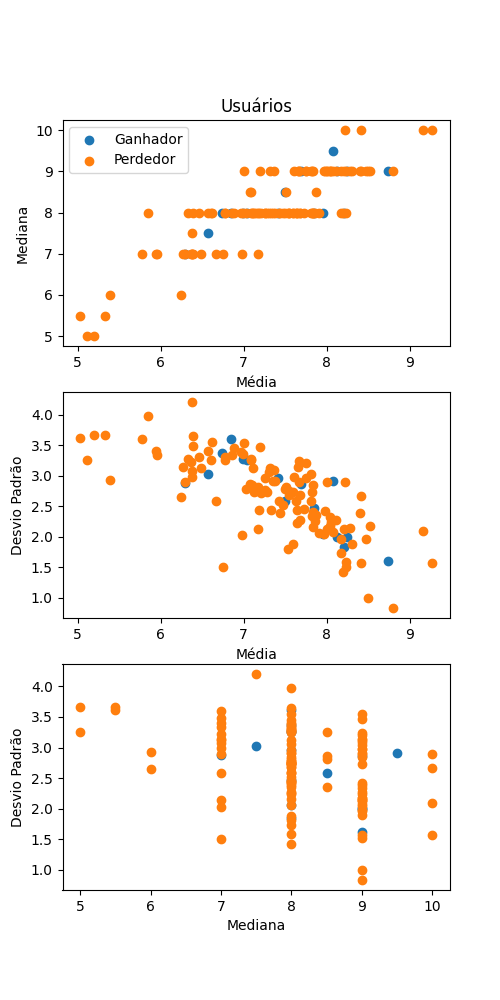 Usuários
Ganhador
Perdedor
10
9
8
7
6
5
Mediana
5 6 7 8 9
Média
4.0
3.5
3.0
2.5
2.0
1.5
1.0
Desvio Padrão
5 6 7 8 9
Média
4.0
3.5
3.0
2.5
2.0
1.5
1.0
Desvio Padrão
5 6 7 8 9 10
Mediana